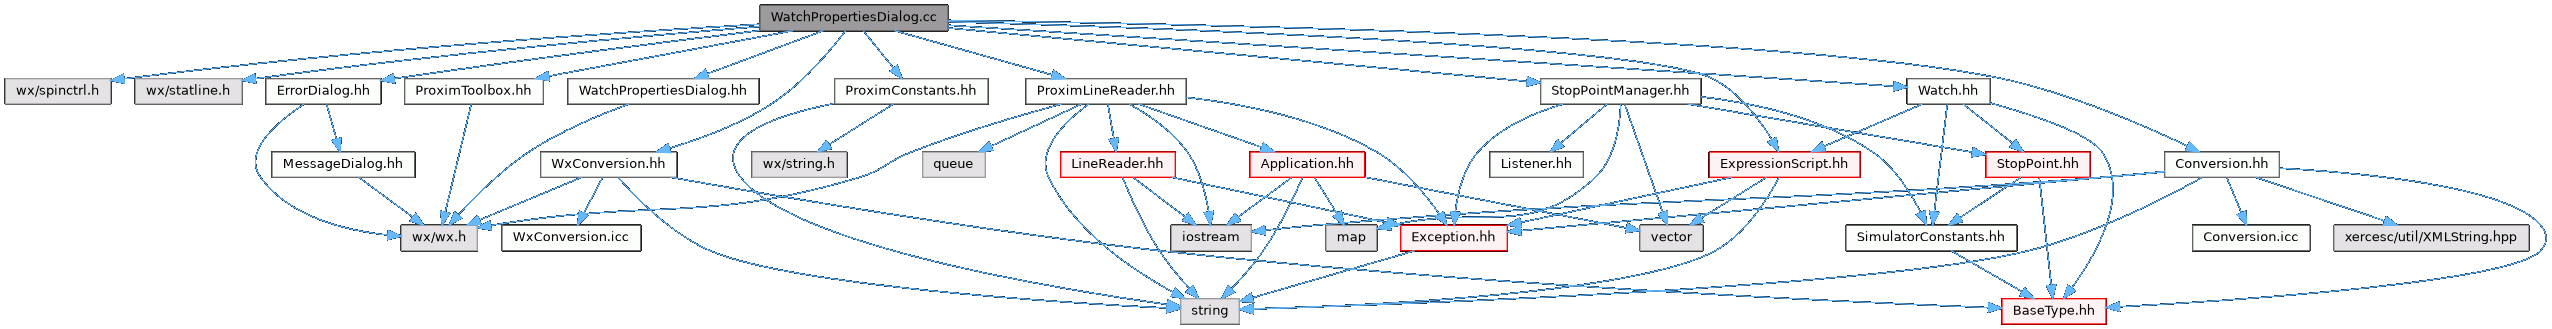 WatchPropertiesDialog.cc
wx/spinctrl.h
wx/statline.h
ErrorDialog.hh
ProximToolbox.hh
WatchPropertiesDialog.hh
ProximConstants.hh
ProximLineReader.hh
StopPointManager.hh
Watch.hh
MessageDialog.hh
WxConversion.hh
wx/string.h
queue
LineReader.hh
Application.hh
Listener.hh
ExpressionScript.hh
StopPoint.hh
Conversion.hh
wx/wx.h
WxConversion.icc
iostream
map
Exception.hh
vector
SimulatorConstants.hh
Conversion.icc
xercesc/util/XMLString.hpp
string
BaseType.hh